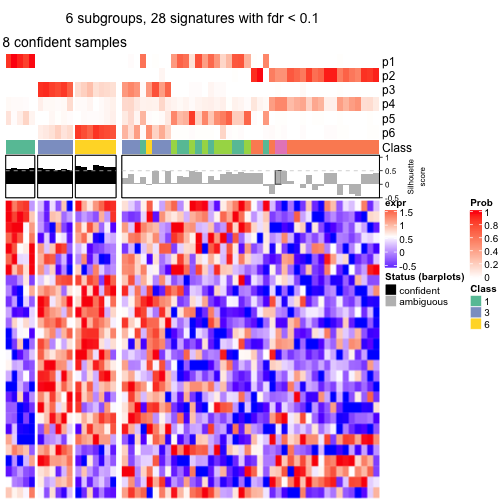 6 subgroups, 28 signatures with fdr < 0.1
8 confident samples
p1
p2
p3
p4
p5
p6
Class
1
0.5
0
-0.5
Silhouette
score
expr
1.5
1
0.5
0
-0.5
Status (barplots)
confident
ambiguous
Prob
1
0.8
0.6
0.4
0.2
0
Class
1
3
6